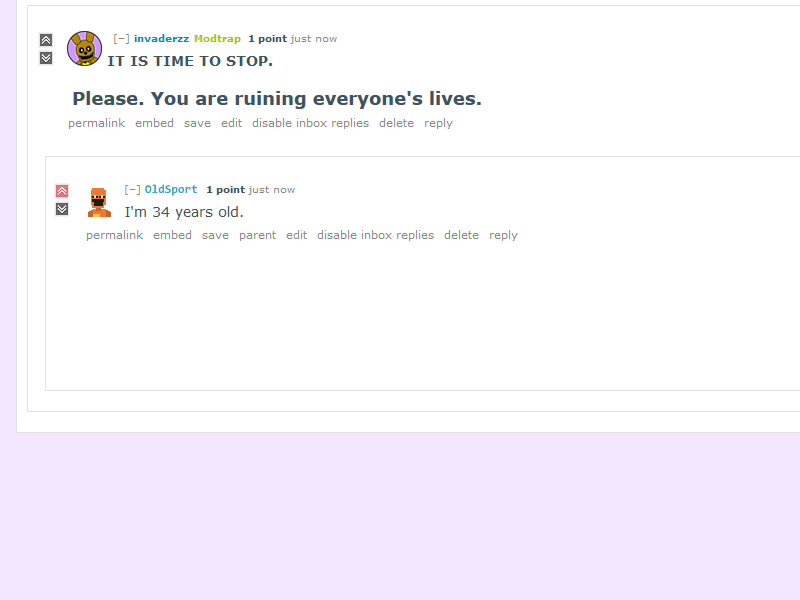 [–] invaderzz Modtrap 1 point just now
IT IS TIME TO STOP.
Please. You are ruining everyone's lives.
permalink embed save edit disable inbox replies delete reply
[–] OldSport 1 point just now
I'm 34 years old.
permalink embed save parent edit disable inbox replies delete reply